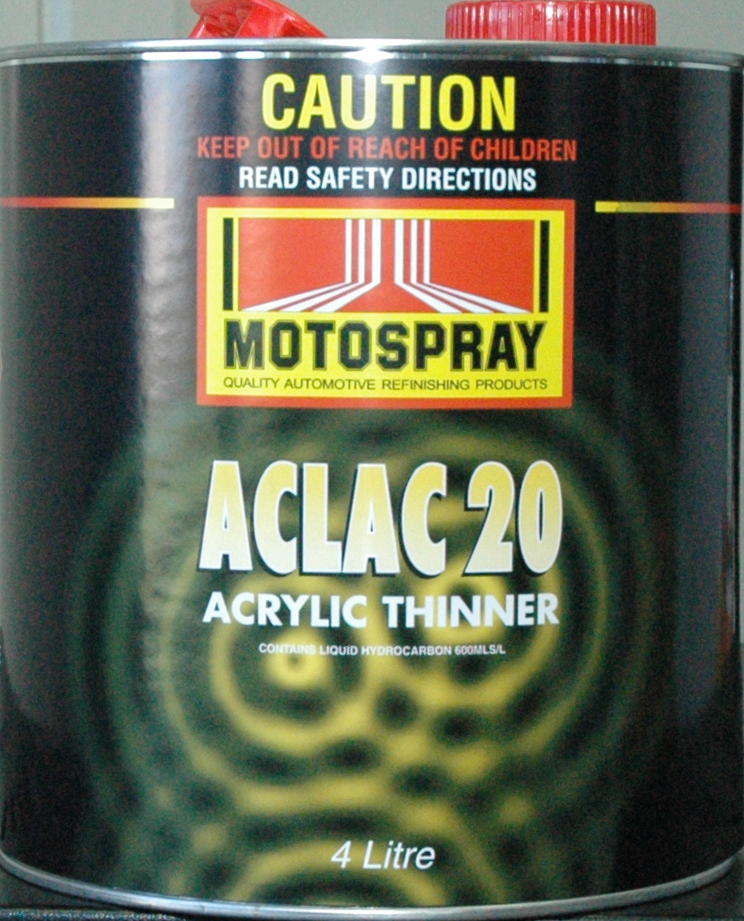 CAUTION
KEEP OUT OF REACH OF CHILDREN
READ SAFETY DIRECTIONS
MOTOSPRAY
QUALITY AUTOMOTIVE REFINISHING PRODUCTS
ACLAC 20
ACRYLIC THINNER
CONTAINS LIQUID HYDROCARBON 600MLS/L
4 Litre